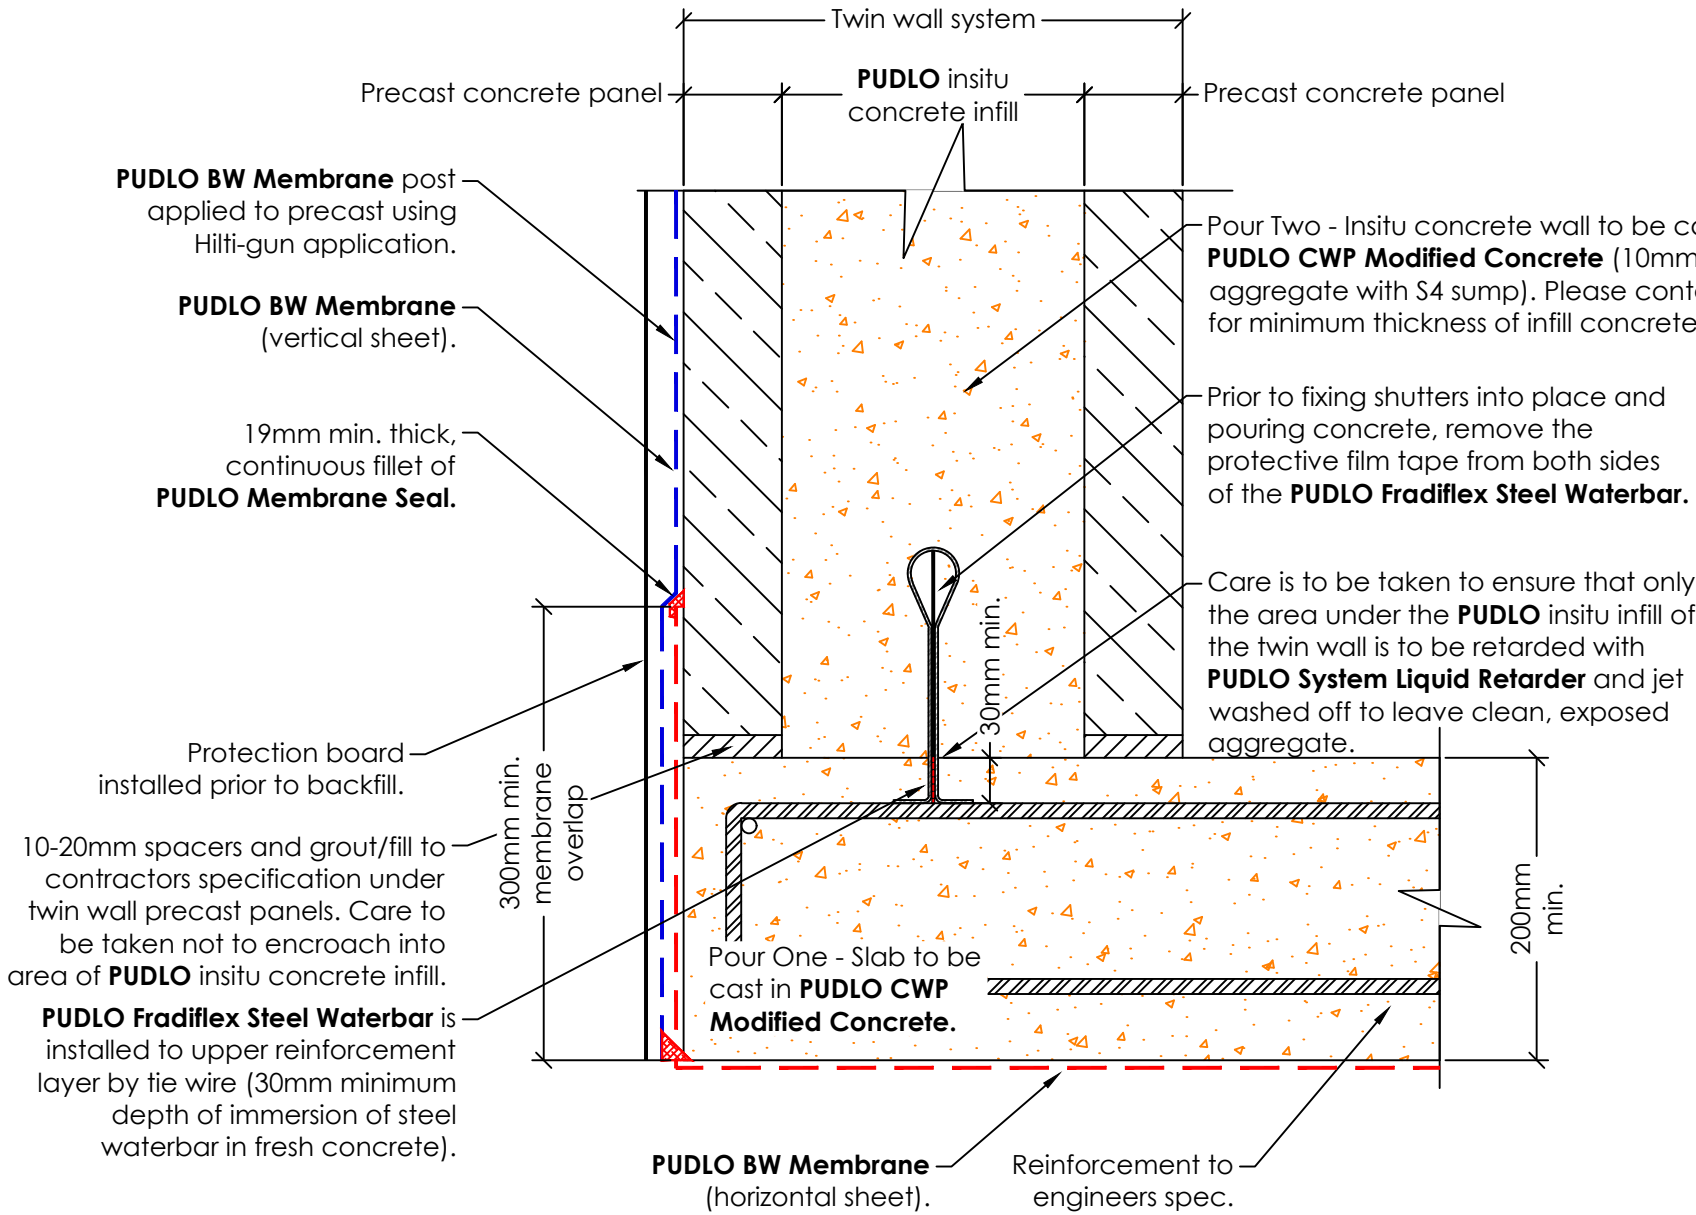 Twin wall system
Precast concrete panel
PUDLO insitu
concrete infill
Precast concrete panel
PUDLO BW Membrane post
applied to precast using
Hilti-gun application.
PUDLO BW Membrane
(vertical sheet).
19mm min. thick,
continuous fillet of
PUDLO Membrane Seal.
Protection board
installed prior to backfill.
10-20mm spacers and grout/fill to
contractors specification under
twin wall precast panels. Care to
be taken not to encroach into
area of PUDLO insitu concrete infill.
PUDLO Fradiflex Steel Waterbar is
installed to upper reinforcement
layer by tie wire (30mm minimum
depth of immersion of steel
waterbar in fresh concrete).
300mm min.
membrane
overlap
30mm min.
Pour Two - Insitu concrete wall to be
PUDLO CWP Modified Concrete (10mm
aggregate with S4 sump). Please
for minimum thickness of infill concrete
Prior to fixing shutters into place and
pouring concrete, remove the
protective film tape from both sides
of the PUDLO Fradiflex Steel Waterbar.
Care is to be taken to ensure that only
the area under the PUDLO insitu infill of
the twin wall is to be retarded with
PUDLO System Liquid Retarder and jet
washed off to leave clean, exposed
aggregate.
200mm
min.
Pour One - Slab to be
cast in PUDLO CWP
Modified Concrete.
PUDLO BW Membrane
(horizontal sheet).
Reinforcement to
engineers spec.